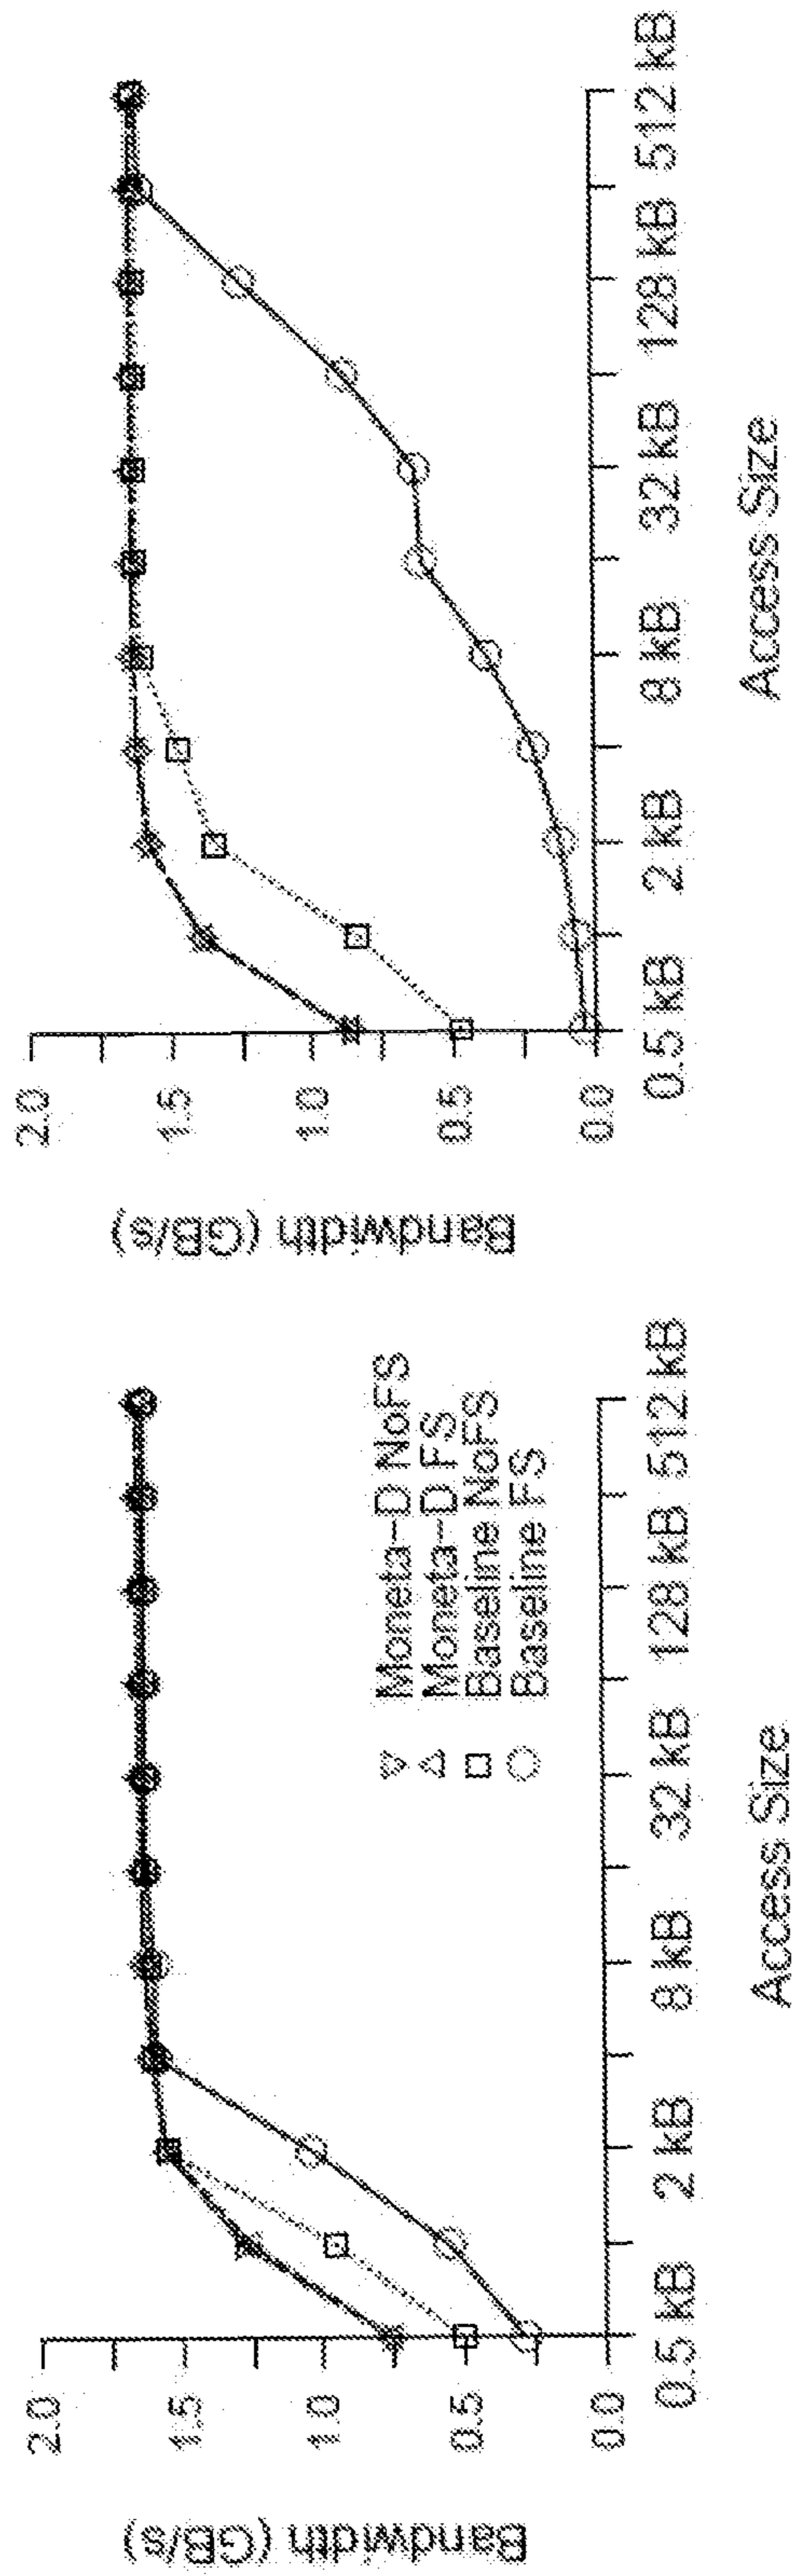 Bandwidth (GB/s)
2.0
1.5
1.0
0.5
0.0
0.5 kB 2 kB 8 kB 32 kB 128 kB 512 kB
Access Size
Moneta-D NoFS
Moneta-D FS
Baseline NoFS
Baseline FS
Bandwidth (GB/s)
2.0
1.5
1.0
0.5
0.0
0.5 kB 2 kB 8 kB 32 kB 128 kB 512 kB
Access Size